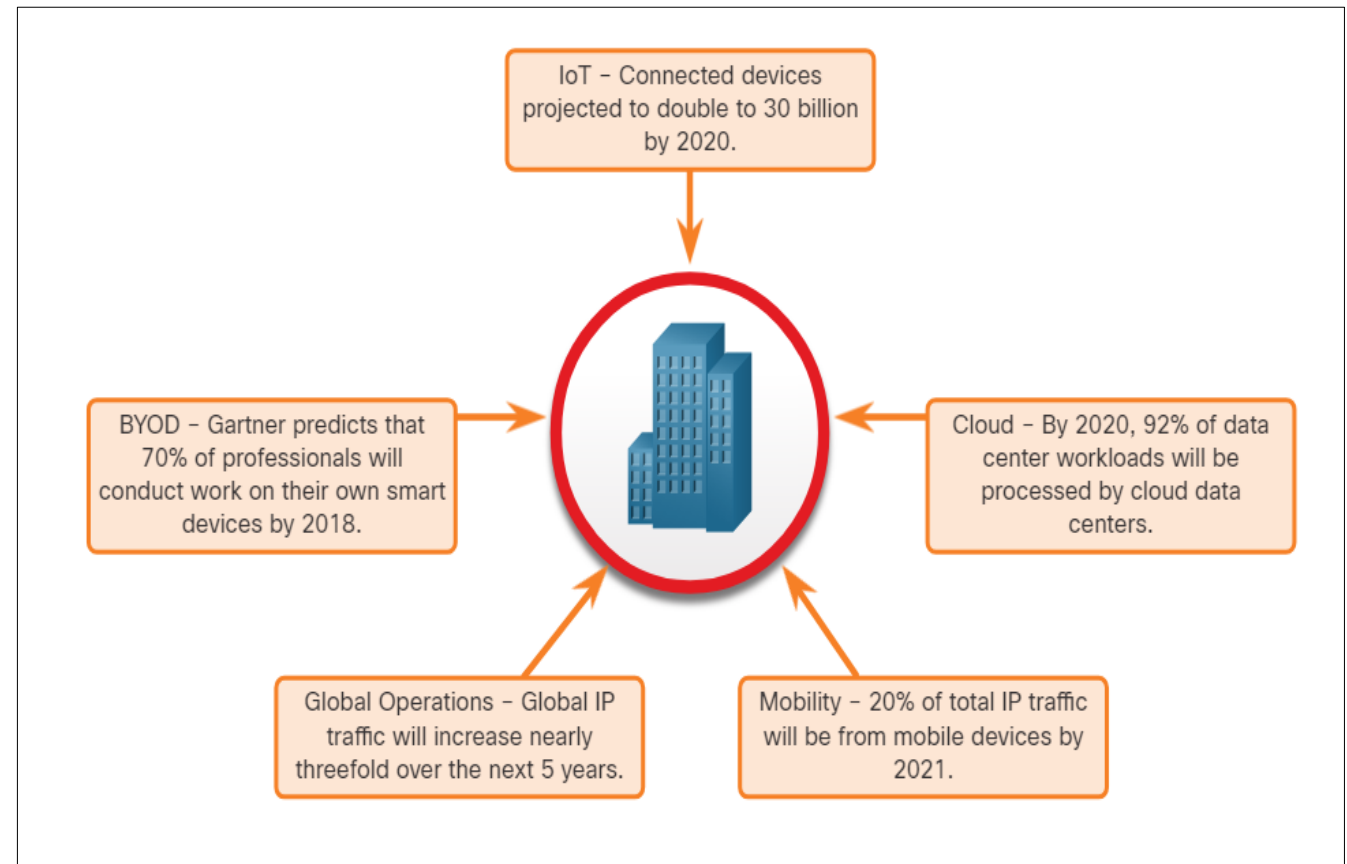 IoT – Connected devices
projected to double to 30 billion
by 2020.
BYOD – Gartner predicts that
70% of professionals will
conduct work on their own smart
devices by 2018.
Cloud – By 2020, 92% of data
center workloads will be
processed by cloud data
centers.
Global Operations – Global IP
traffic will increase nearly
threefold over the next 5 years.
Mobility – 20% of total IP traffic
will be from mobile devices by
2021.